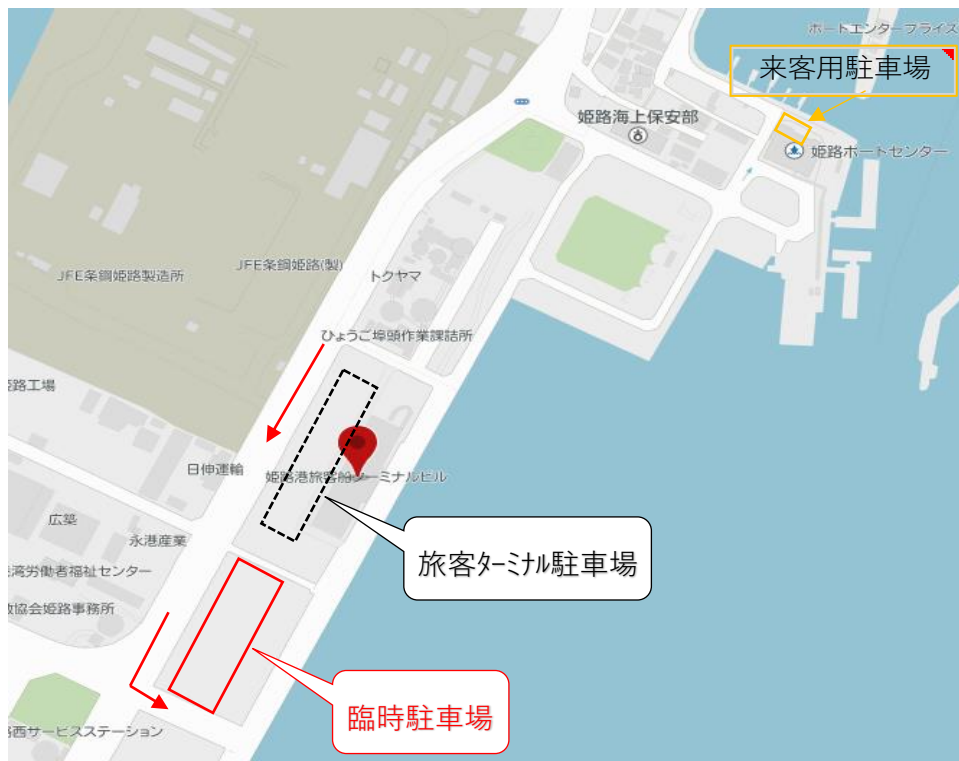 ポートエンタープライズ
来客用駐車場
姫路海上保安部
姫路ポートセンター
JFE条鋼姫路製造所
JFE条鋼姫路(製)
トクヤマ
ひょうご埠頭作業課詰所
路工場
日伸運輸
姫路港旅客船ターミナルビル
広築
永港産業
旅客ターミナル駐車場
湾労働者福祉センター
協会姫路事務所
臨時駐車場
西サービスステーション